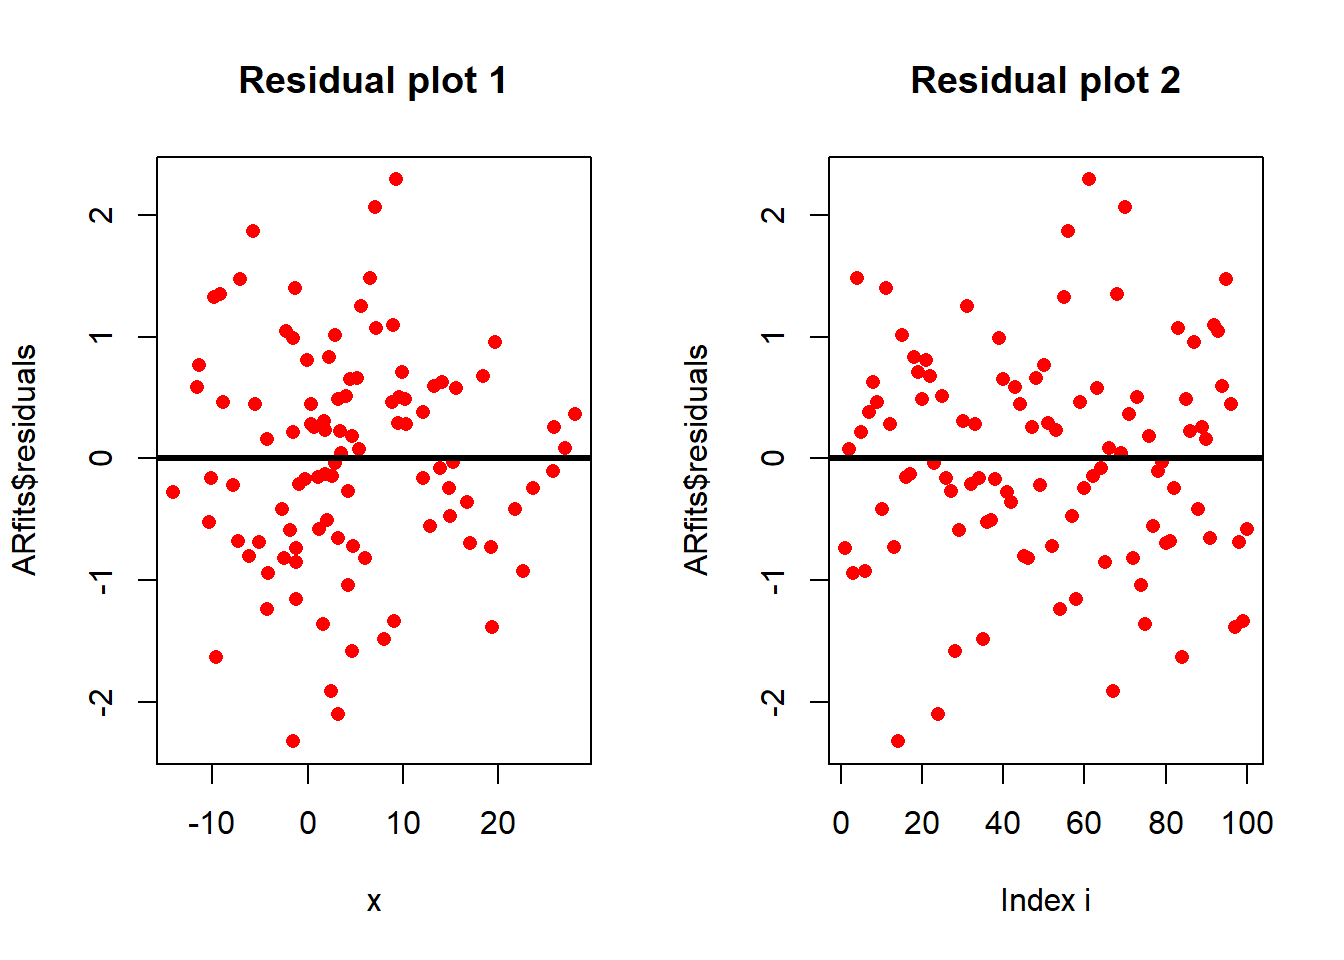 Residual plot 1
ARfits$residuals
2
1
0
-1
-2
-10 0 10 20
x
Residual plot 2
ARfits$residuals
2
1
0
-1
-2
0 20 40 60 80 100
Index i